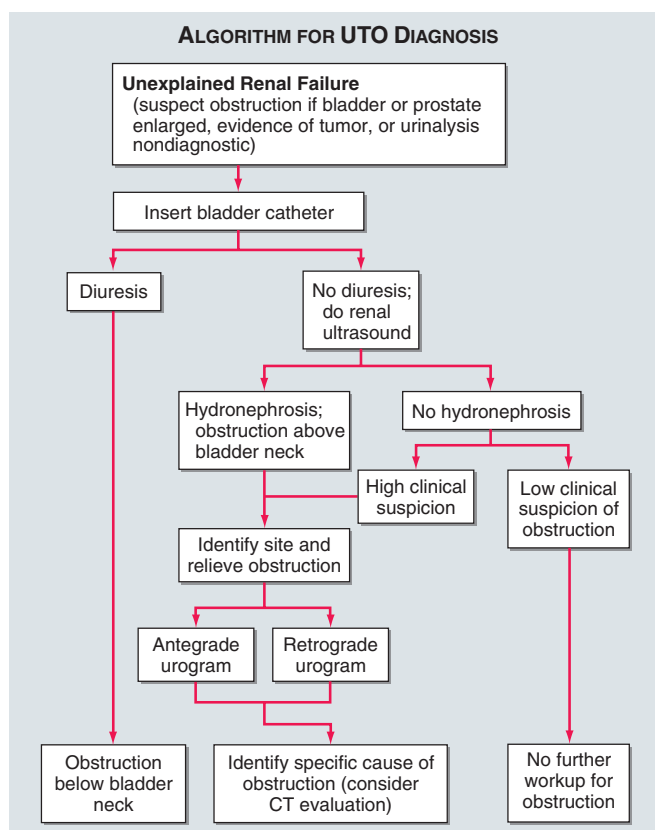 ALGORITHM FOR UTO DIAGNOSIS
Unexplained Renal Failure
(suspect obstruction if bladder or prostate
enlarged, evidence of tumor, or urinalysis
nondiagnostic)
Insert bladder catheter
Diuresis
No diuresis;
do renal
ultrasound
Hydronephrosis;
obstruction above
bladder neck
No hydronephrosis
High clinical
suspicion
Low clinical
suspicion of
obstruction
Identify site and
relieve obstruction
Antegrade
urogram
Retrograde
urogram
Obstruction
below bladder
neck
Identify specific cause of
obstruction (consider
CT evaluation)
No further
workup for
obstruction